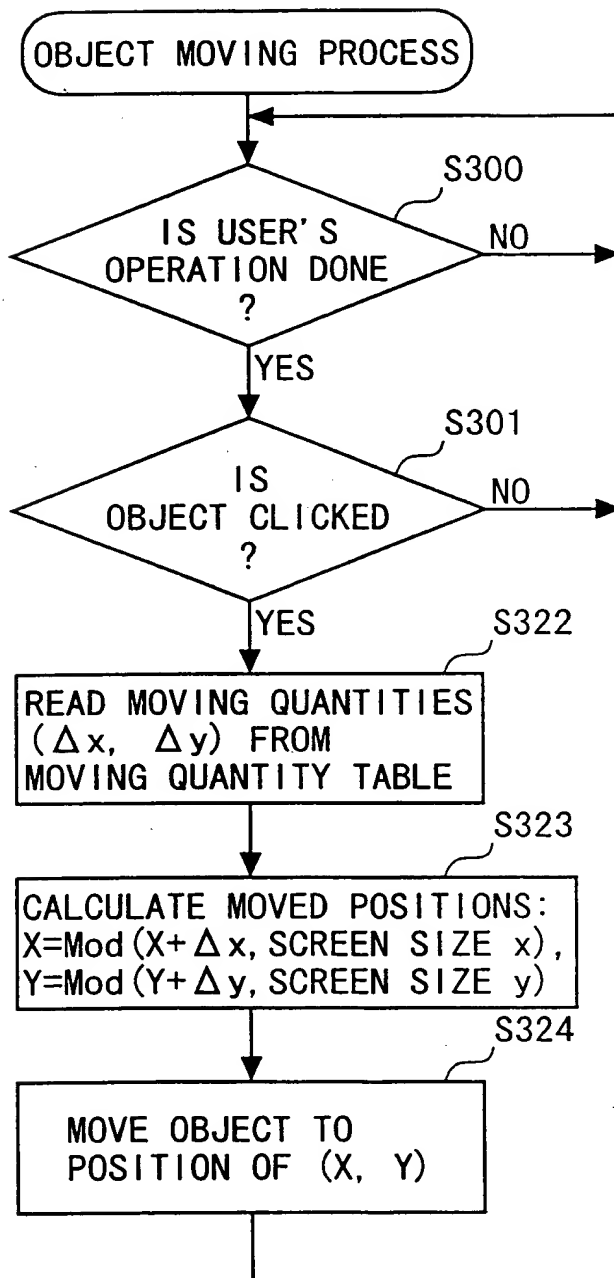 OBJECT MOVING PROCESS
S300
IS USER'S
OPERATION DONE
?
NO
YES
S301
IS
OBJECT CLICKED
?
NO
YES
S322
READ MOVING QUANTITIES
(Δx, Δy) FROM
MOVING QUANTITY TABLE
S323
CALCULATE MOVED POSITIONS:
X=Mod(X+Δx, SCREEN SIZE x),
Y=Mod(Y+Δy, SCREEN SIZE y)
S324
MOVE OBJECT TO
POSITION OF (X, Y)